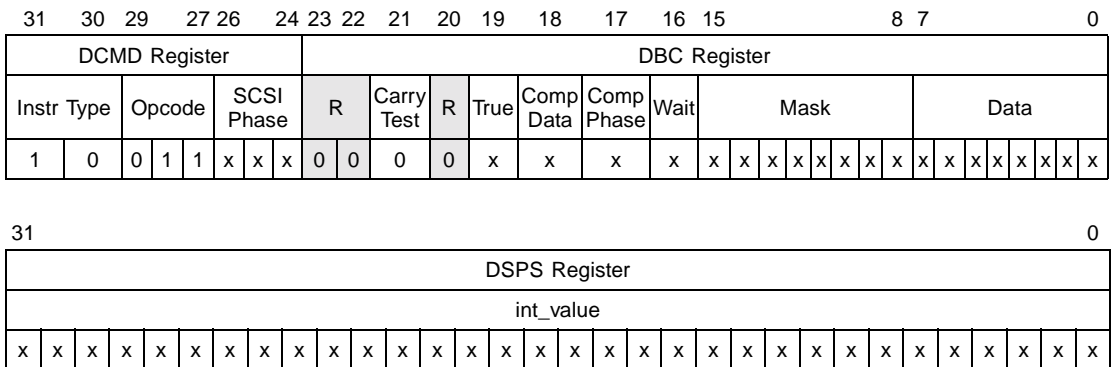 31 30 29 27 26 24 23 22 21 20 19 18 17 16 15 8 7 0
DCMD Register DBC Register
Instr Type Opcode SCSI Phase R Carry Test R True Comp Data Comp Phase Wait Mask Data
1 0 0 1 1 x x x 0 0 0 0 x x x x x x x x x x x x x x x x x x x x
31 0
DSPS Register
int_value
x x x x x x x x x x x x x x x x x x x x x x x x x x x x x x x x